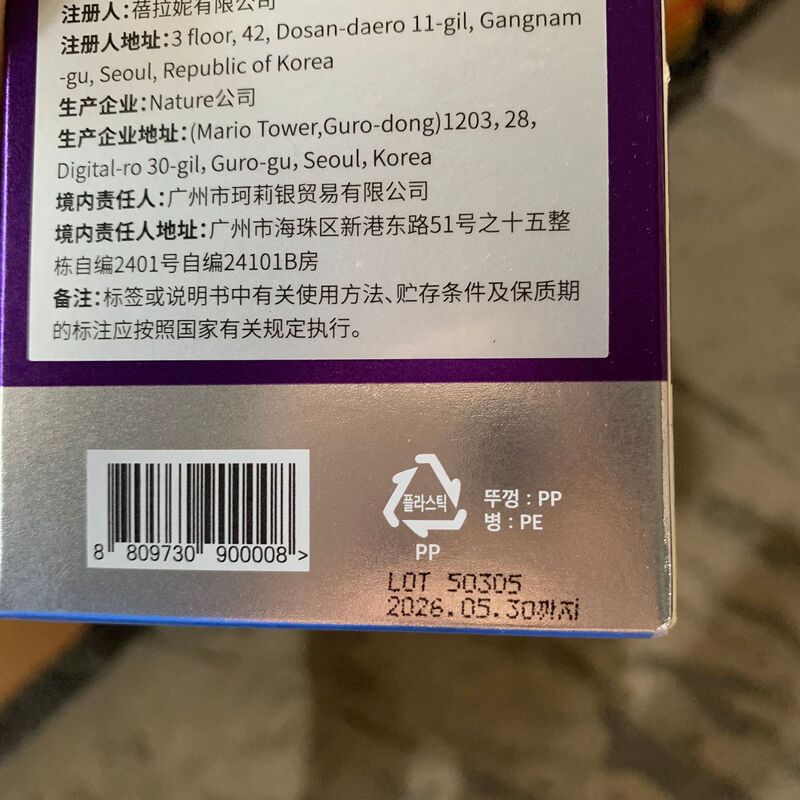 注册人:蓓拉妮有限公司
注册人地址:3 floor, 42, Dosan-daero 11-gil, Gangnam
-gu, Seoul, Republic of Korea
生产企业:Nature公司
生产企业地址:(Mario Tower,Guro-dong)1203, 28,
Digital-ro 30-gil, Guro-gu, Seoul, Korea
境内责任人:广州市珂莉银贸易有限公司
境内责任人地址:广州市海珠区新港东路51号之十五整
栋自编2401号自编24101B房
备注:标签或说明书中有关使用方法、贮存条件及保质期
的标注应按照国家有关规定执行。
8 809730 900008 >
플라스틱
PP
뚜껑 : PP
병 : PE
LOT 50305
2026.05.30까지